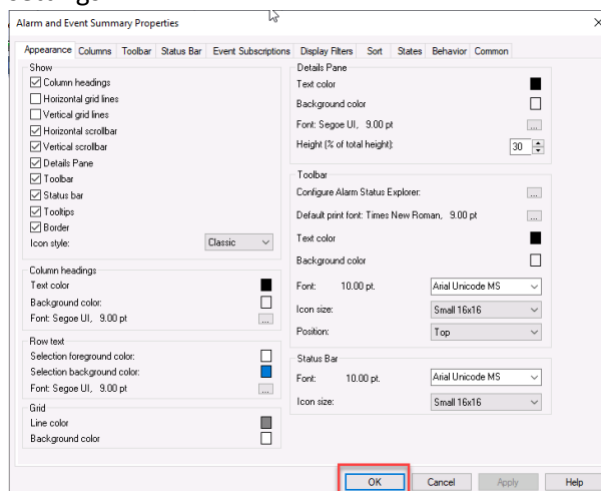 Alarm and Event Summary Properties
Appearance Columns Toolbar Status Bar Event Subscriptions Display Filters Sort States Behavior Common
Show
Column headings
Horizontal grid lines
Vertical grid lines
Horizontal scrollbar
Vertical scrollbar
Details Pane
Toolbar
Status bar
Tooltips
Border
Icon style: Classic
Column headings
Text color
Background color:
Font: Segoe UI, 9.00 pt ...
Row text
Selection foreground color:
Selection background color:
Font: Segoe UI, 9.00 pt ...
Grid
Line color
Background color
Details Pane
Text color
Background color
Font: Segoe UI, 9.00 pt ...
Height (% of total height): 30
Toolbar
Configure Alarm Status Explorer: ...
Default print font: Times New Roman, 9.00 pt ...
Text color
Background color
Font: 10.00 pt. Arial Unicode MS
Icon size: Small 16x16
Position: Top
Status Bar
Font: 10.00 pt. Arial Unicode MS
Icon size: Small 16x16
OK Cancel Apply Help